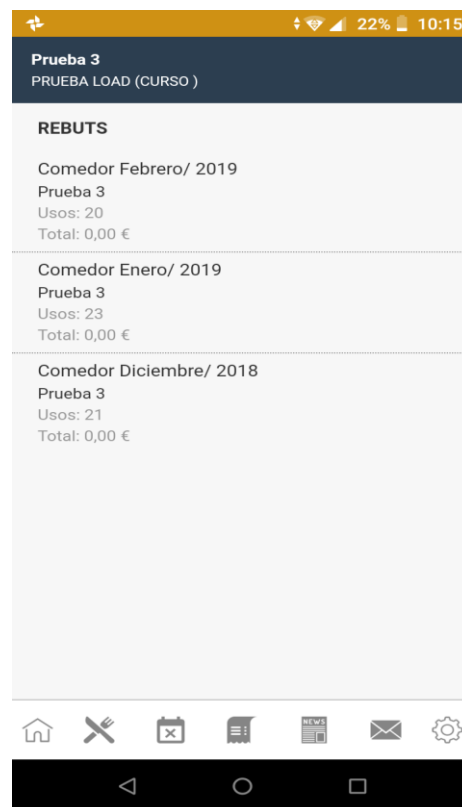 22% 10:15
Prueba 3
PRUEBA LOAD (CURSO )
REBUTS
Comedor Febrero/ 2019
Prueba 3
Usos: 20
Total: 0,00 €
Comedor Enero/ 2019
Prueba 3
Usos: 23
Total: 0,00 €
Comedor Diciembre/ 2018
Prueba 3
Usos: 21
Total: 0,00 €
NEWS